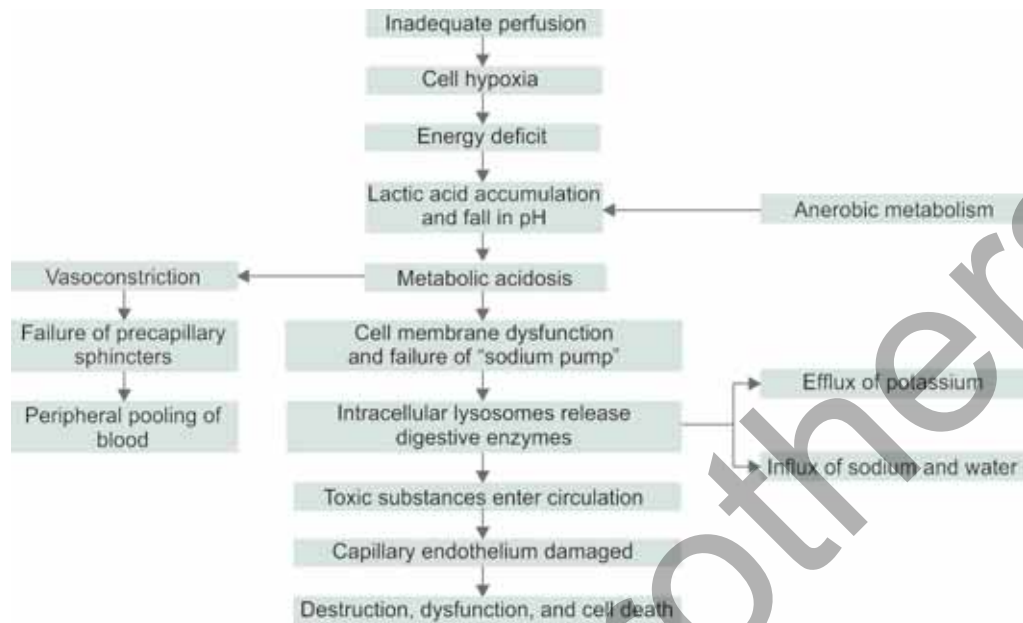 Inadequate perfusion
Cell hypoxia
Energy deficit
Lactic acid accumulation
and fall in pH
Anerobic metabolism
Vasoconstriction
Metabolic acidosis
Failure of precapillary
sphincters
Cell membrane dysfunction
and failure of “sodium pump”
Efflux of potassium
Peripheral pooling of
blood
Intracellular lysosomes release
digestive enzymes
Influx of sodium and water
Toxic substances enter circulation
Capillary endothelium damaged
Destruction, dysfunction, and cell death